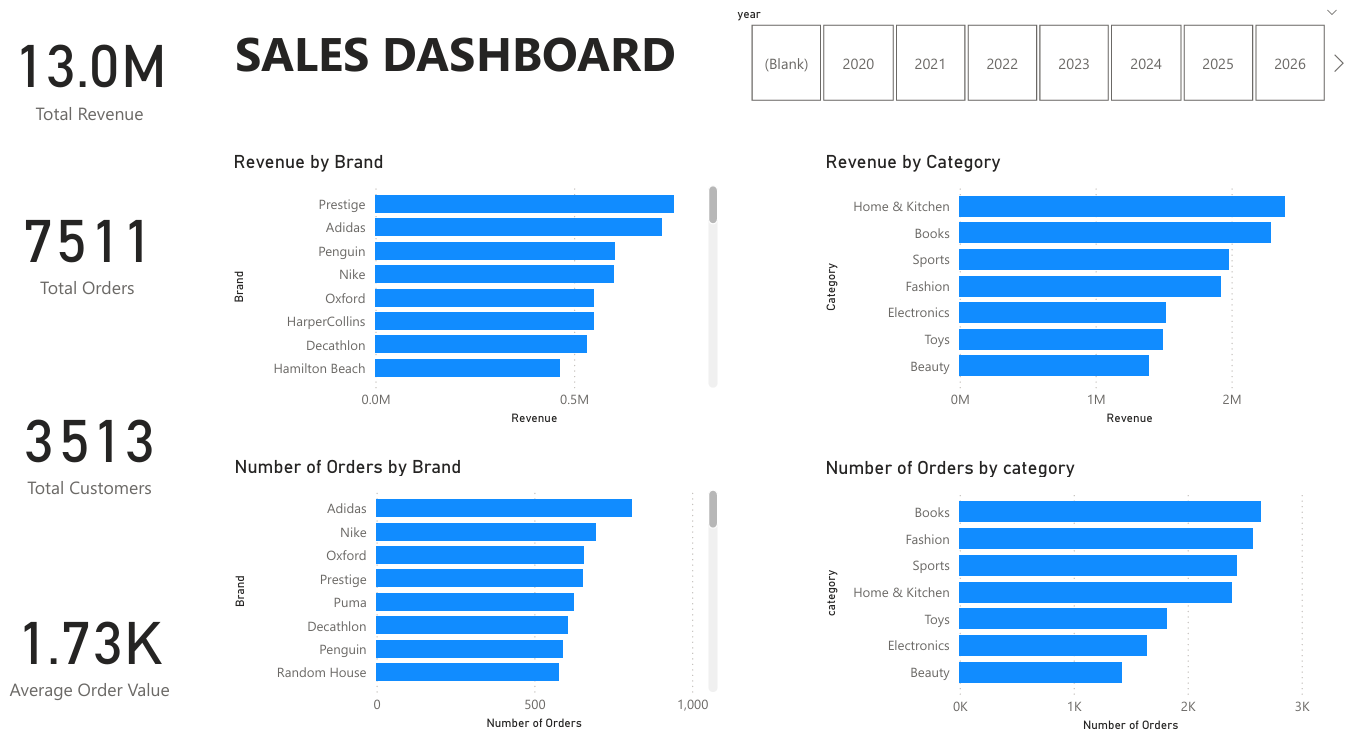 13.0M
Total Revenue
7511
Total Orders
3513
Total Customers
1.73K
Average Order Value
SALES DASHBOARD
year
(Blank)
2020
2021
2022
2023
2024
2025
2026
Revenue by Brand
Brand
Prestige
Adidas
Penguin
Nike
Oxford
HarperCollins
Decathlon
Hamilton Beach
0.0M
0.5M
Revenue
Revenue by Category
Category
Home & Kitchen
Books
Sports
Fashion
Electronics
Toys
Beauty
0M
1M
2M
Revenue
Number of Orders by Brand
Brand
Adidas
Nike
Oxford
Prestige
Puma
Decathlon
Penguin
Random House
0
500
1,000
Number of Orders
Number of Orders by category
category
Books
Fashion
Sports
Home & Kitchen
Toys
Electronics
Beauty
0K
1K
2K
3K
Number of Orders